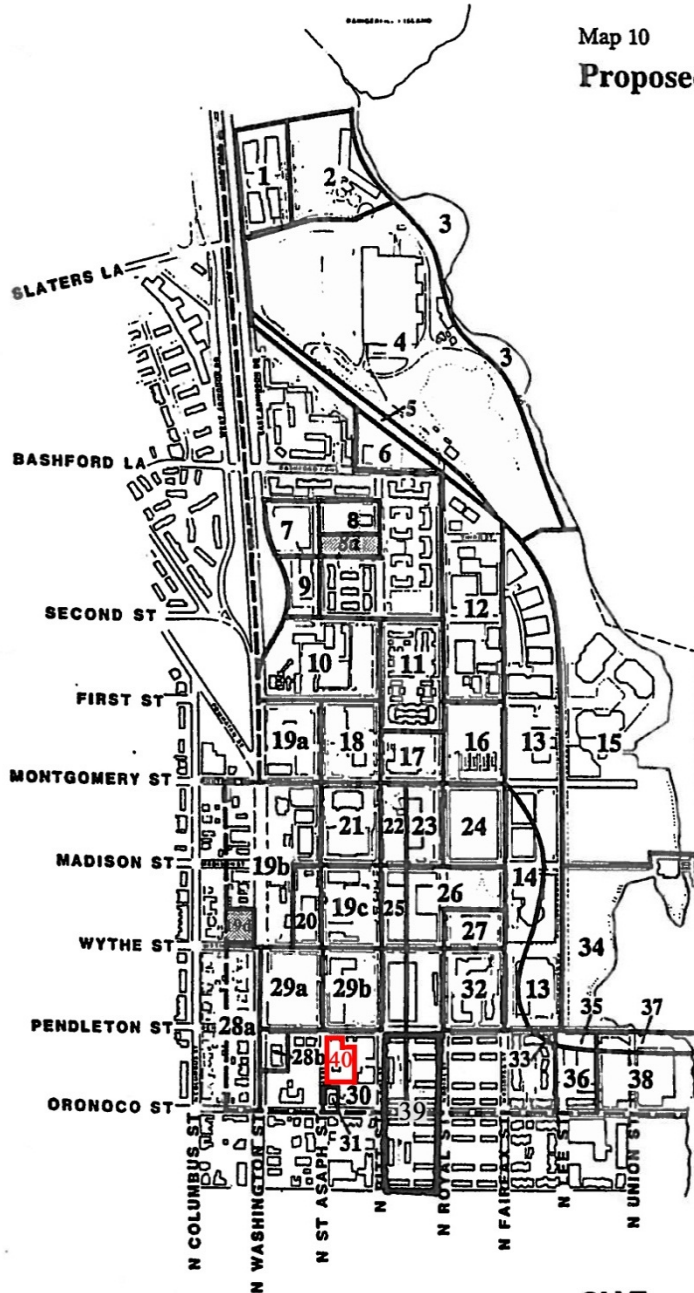 Map 10
Propose
1
2
3
SLATERS LA
4
3
5
BASHFORD LA
6
7
8
9
12
SECOND ST
10
11
FIRST ST
19a
18
17
16
13
15
MONTGOMERY ST
21
22
23
24
MADISON ST
19b
14
20
19c
25
26
27
WYTHE ST
34
29a
29b
32
13
PENDLETON ST
28a
35
37
28b
40
33
36
38
30
39
ORONOCO ST
31
N COLUMBUS ST
N WASHINGTON ST
N ST ASAPH ST
N
N ROYAL S
N FAIRFAX ST
N LEE S
N UNION ST